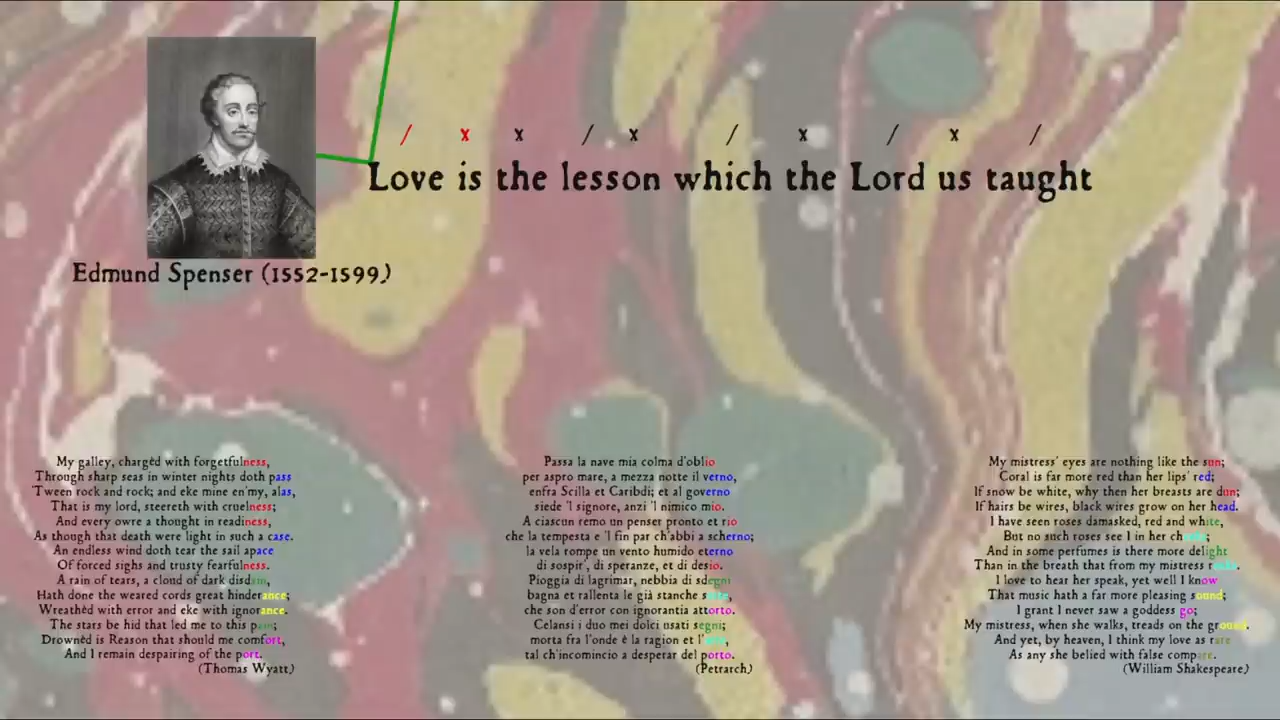 / x x / x / x / x /
Love is the lesson which the Lord us taught
Edmund Spenser (1552-1599)
My galley, chargèd with forgetfulness,
Through sharp seas in winter nights doth pass
'Tween rock and rock; and eke mine en'my, alas,
That is my lord, steereth with cruelness;
And every owre a thought in readiness,
As though that death were light in such a case.
An endless wind doth tear the sail apace
Of forced sighs and trusty fearfulness.
A rain of tears, a cloud of dark disdain,
Hath done the weared cords great hinderance;
Wreathèd with error and eke with ignorance.
The stars be hid that led me to this pain;
Drownèd is Reason that should me comfort,
And I remain despairing of the port.
(Thomas Wyatt)
Passa la nave mia colma d'oblio
per aspro mare, a mezza notte il verno,
enfra Scilla et Caribdi; et al governo
siede 'l signore, anzi 'l nimico mio.
A ciascun remo un penser pronto et rio
che la tempesta e 'l fin par ch'abbi a scherno;
la vela rompe un vento humido eterno
di sospir', di speranze, et di desio.
Pioggia di lagrimar, nebbia di sdegni
bagna et rallenta le già stanche sarte,
che son d'error con ignorantia attorto.
Celansi i duo mei dolci usati segni;
morta fra l'onde è la ragion et l'arte,
tal ch'incomincio a desperar del porto.
(Petrarch)
My mistress' eyes are nothing like the sun;
Coral is far more red than her lips' red;
If snow be white, why then her breasts are dun;
If hairs be wires, black wires grow on her head.
I have seen roses damasked, red and white,
But no such roses see I in her cheeks;
And in some perfumes is there more delight
Than in the breath that from my mistress reeks.
I love to hear her speak, yet well I know
That music hath a far more pleasing sound;
I grant I never saw a goddess go;
My mistress, when she walks, treads on the ground.
And yet, by heaven, I think my love as rare
As any she belied with false compare.
(William Shakespeare)